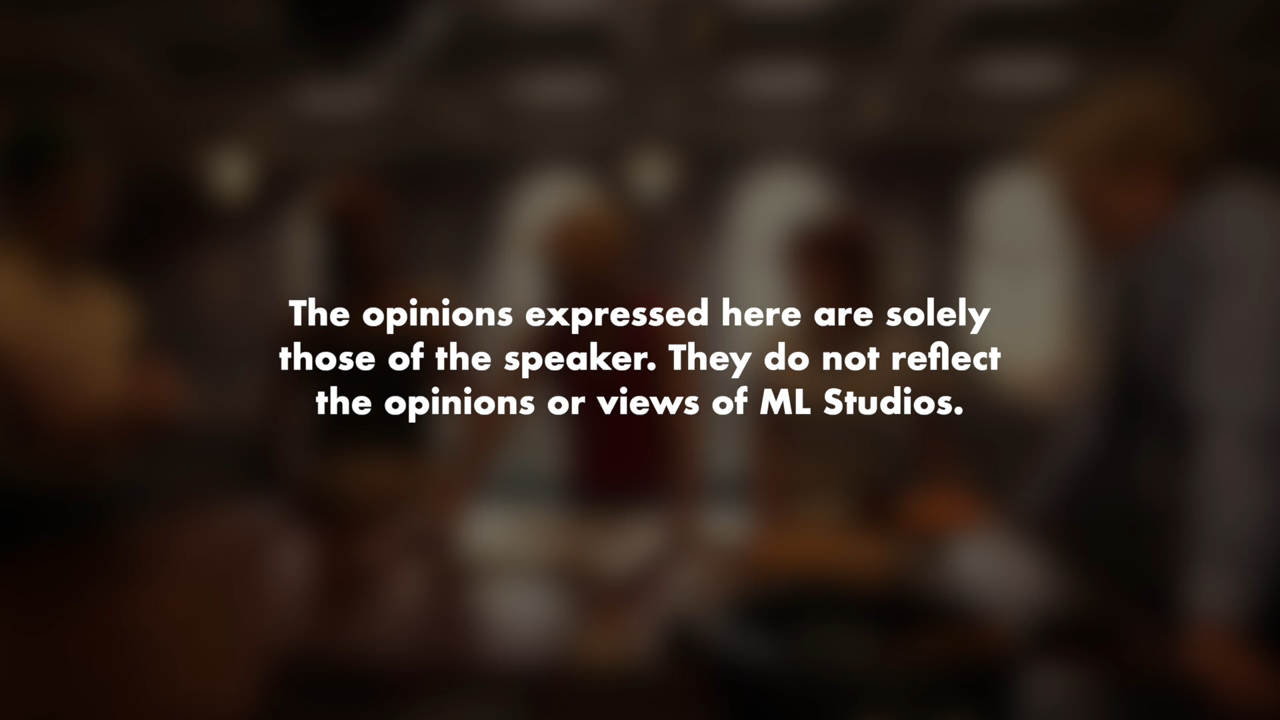 The opinions expressed here are solely
those of the speaker. They do not reflect
the opinions or views of ML Studios.